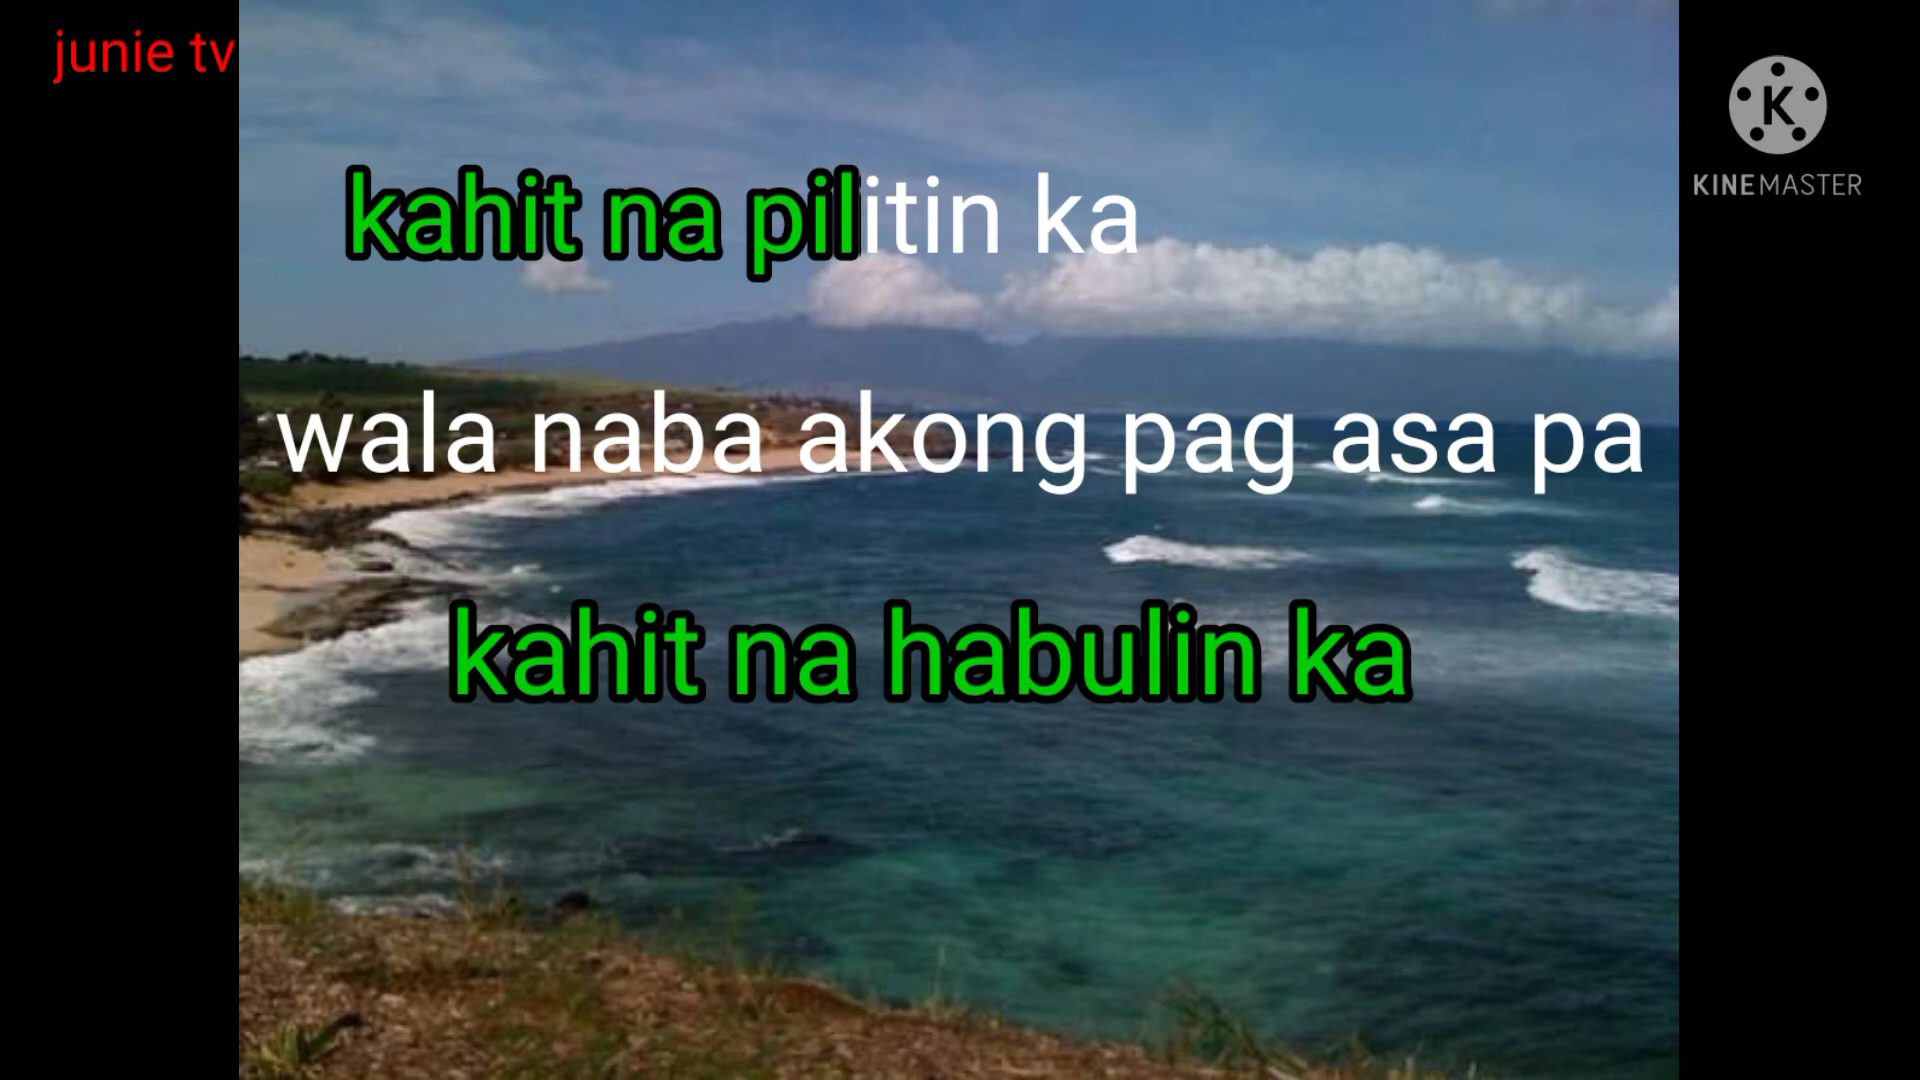 junie tv
K
KINEMASTER
kahit na pilitin ka
wala naba akong pag asa pa
kahit na habulin ka